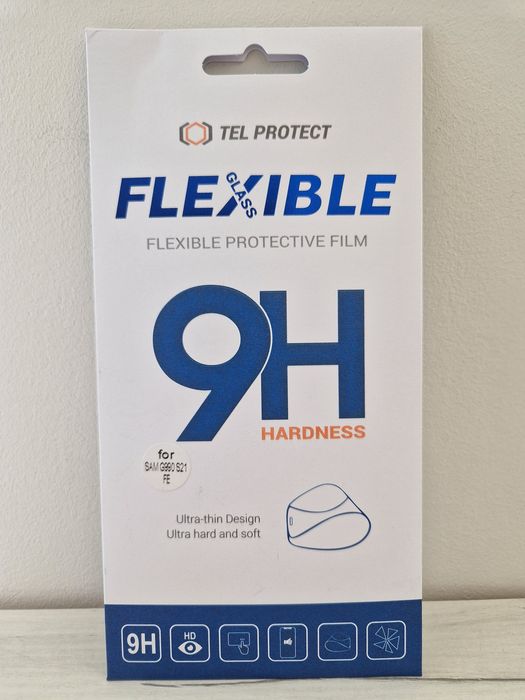 TEL PROTECT
FLEXIBLE
GLASS
FLEXIBLE PROTECTIVE FILM
9H
HARDNESS
for
SAM G990 S21
FE
Ultra-thin Design
Ultra hard and soft
9H
HD